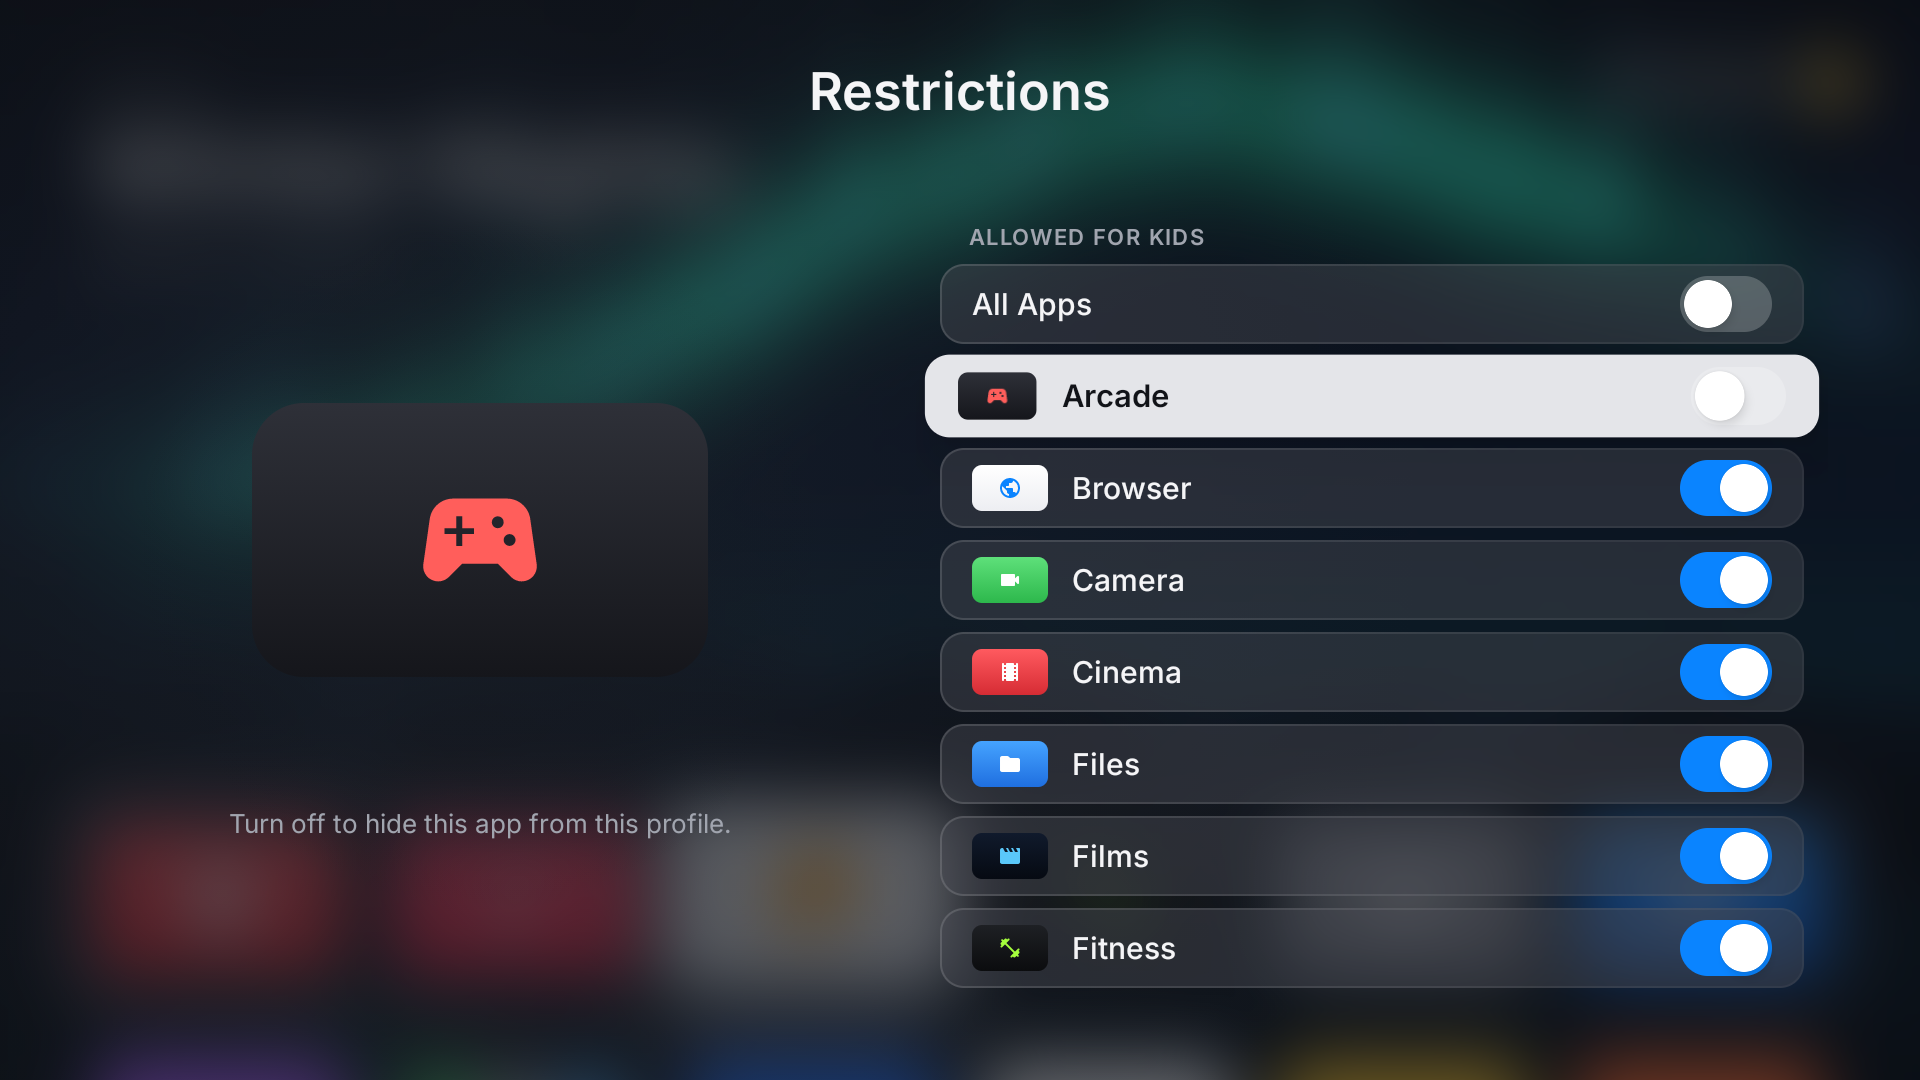 Restrictions
ALLOWED FOR KIDS
All Apps
Arcade
Browser
Camera
Cinema
Files
Films
Fitness
Turn off to hide this app from this profile.